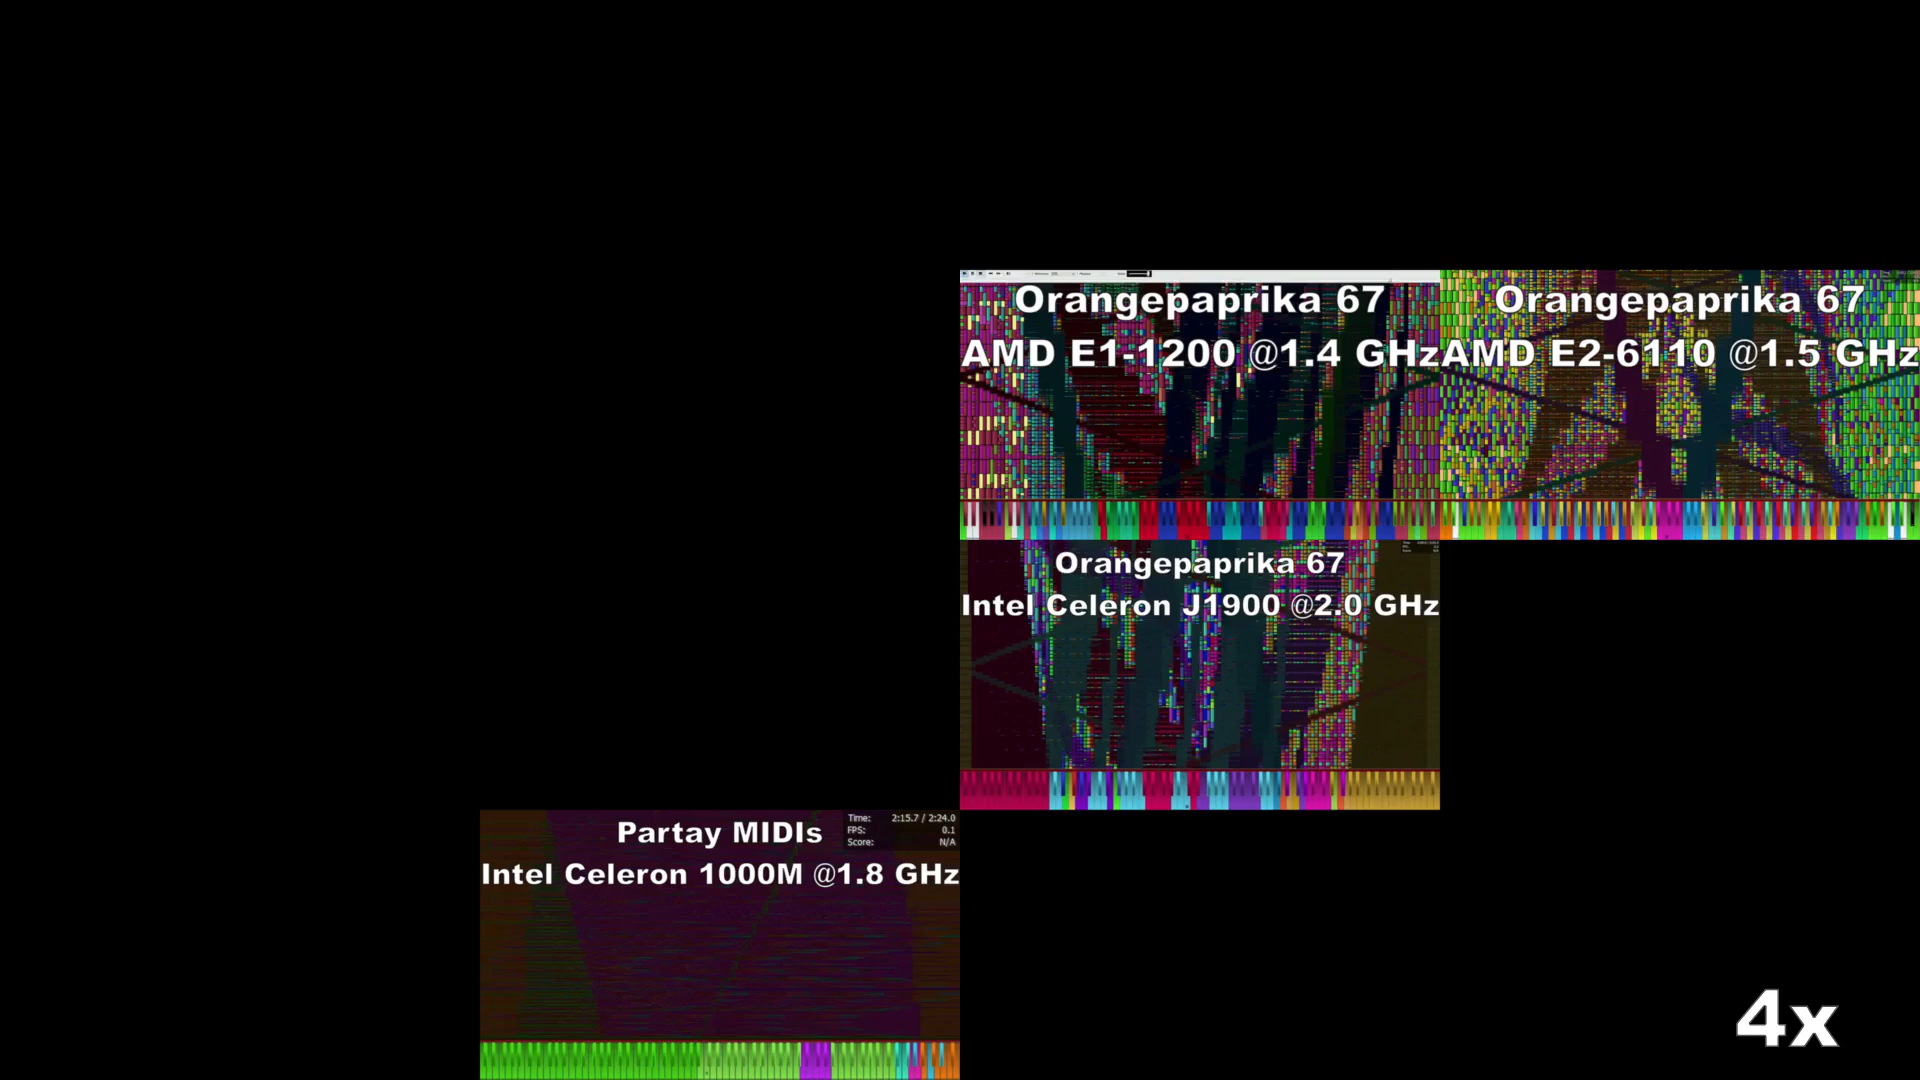 Orangepaprika 67
AMD E1-1200 @1.4 GHz
Orangepaprika 67
AMD E2-6110 @1.5 GHz
Orangepaprika 67
Intel Celeron J1900 @2.0 GHz
Partay MIDIs
Intel Celeron 1000M @1.8 GHz
Time: 2:15.7 / 2:24.0
FPS: 0.1
Score: N/A
4x